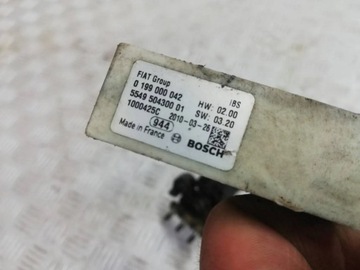 FIAT Group IBS
0 199 000 042 HW: 02.00
5549 504300 01 SW: 03.20
1000425C 2010-03-26
944 BOSCH
Made in France